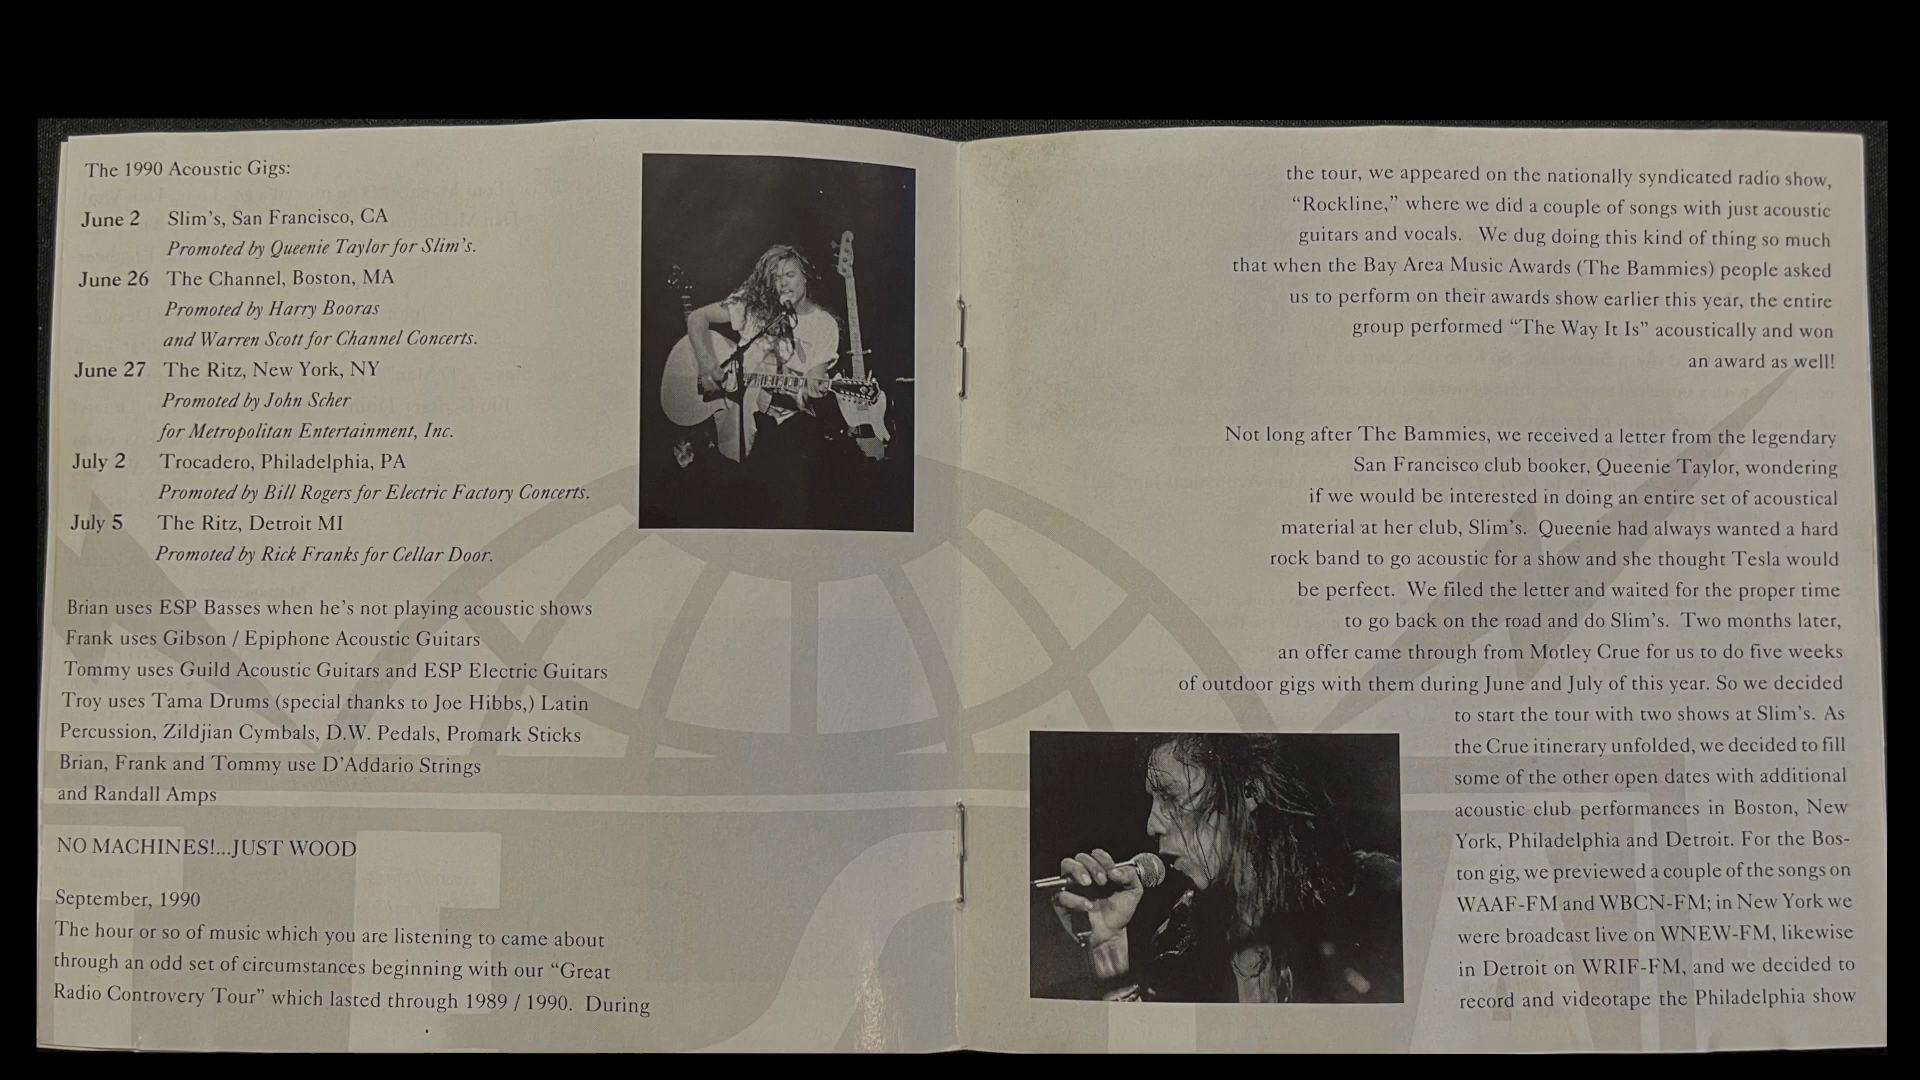 The 1990 Acoustic Gigs:
June 2 Slim's, San Francisco, CA
Promoted by Queenie Taylor for Slim's.
June 26 The Channel, Boston, MA
Promoted by Harry Booras
and Warren Scott for Channel Concerts.
June 27 The Ritz, New York, NY
Promoted by John Scher
for Metropolitan Entertainment, Inc.
July 2 Trocadero, Philadelphia, PA
Promoted by Bill Rogers for Electric Factory Concerts.
July 5 The Ritz, Detroit MI
Promoted by Rick Franks for Cellar Door.
Brian uses ESP Basses when he's not playing acoustic shows
Frank uses Gibson / Epiphone Acoustic Guitars
Tommy uses Guild Acoustic Guitars and ESP Electric Guitars
Troy uses Tama Drums (special thanks to Joe Hibbs,) Latin
Percussion, Zildjian Cymbals, D.W. Pedals, Promark Sticks
Brian, Frank and Tommy use D'Addario Strings
and Randall Amps
NO MACHINES!...JUST WOOD
September, 1990
The hour or so of music which you are listening to came about
through an odd set of circumstances beginning with our “Great
Radio Controvery Tour” which lasted through 1989 / 1990. During
the tour, we appeared on the nationally syndicated radio show,
“Rockline,” where we did a couple of songs with just acoustic
guitars and vocals. We dug doing this kind of thing so much
that when the Bay Area Music Awards (The Bammies) people asked
us to perform on their awards show earlier this year, the entire
group performed “The Way It Is” acoustically and won
an award as well!
Not long after The Bammies, we received a letter from the legendary
San Francisco club booker, Queenie Taylor, wondering
if we would be interested in doing an entire set of acoustical
material at her club, Slim's. Queenie had always wanted a hard
rock band to go acoustic for a show and she thought Tesla would
be perfect. We filed the letter and waited for the proper time
to go back on the road and do Slim's. Two months later,
an offer came through from Motley Crue for us to do five weeks
of outdoor gigs with them during June and July of this year. So we decided
to start the tour with two shows at Slim's. As
the Crue itinerary unfolded, we decided to fill
some of the other open dates with additional
acoustic club performances in Boston, New
York, Philadelphia and Detroit. For the Bos-
ton gig, we previewed a couple of the songs on
WAAF-FM and WBCN-FM; in New York we
were broadcast live on WNEW-FM, likewise
in Detroit on WRIF-FM, and we decided to
record and videotape the Philadelphia show